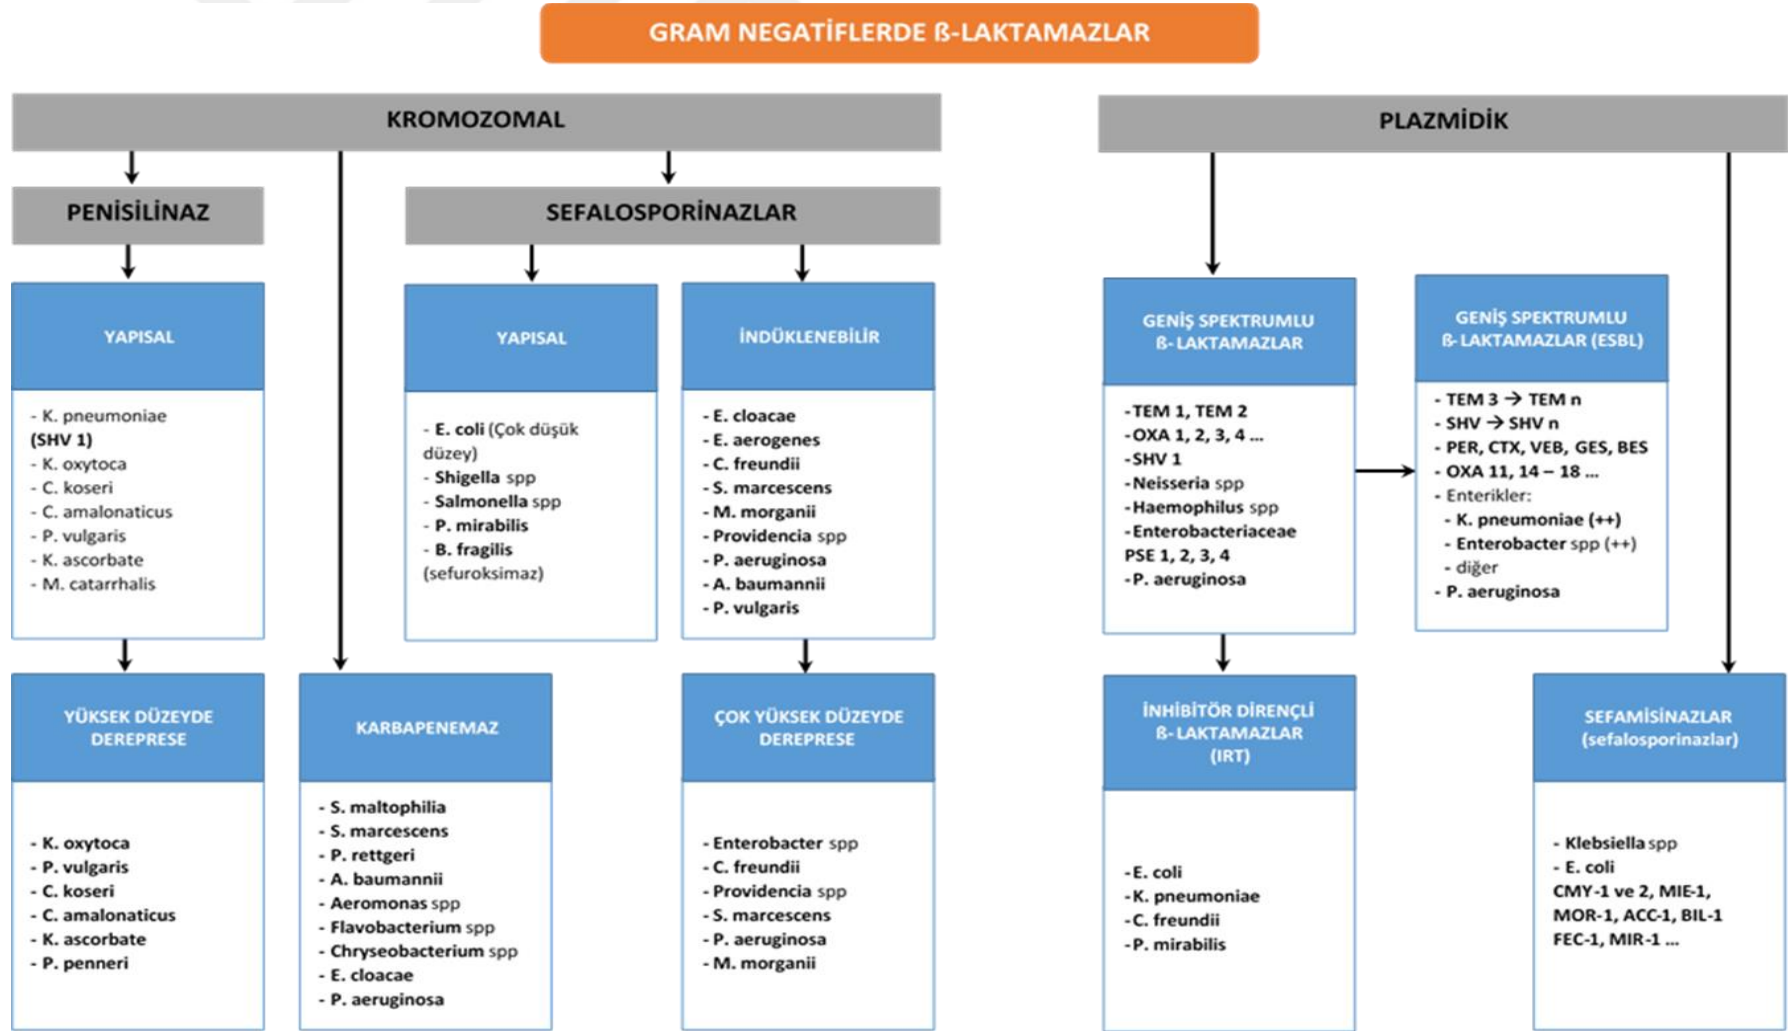 GRAM NEGATİFLERDE ß-LAKTAMAZLAR
KROMOZOMAL
PENİSİLİNAZ
SEFALOSPORİNAZLAR
YAPISAL
- K. pneumoniae
(SHV 1)
- K. oxytoca
- C. koseri
- C. amalonaticus
- P. vulgaris
- K. ascorbate
- M. catarrhalis
YAPISAL
- E. coli (Çok düşük
düzey)
- Shigella spp
- Salmonella spp
- P. mirabilis
- B. fragilis
(sefuroksimaz)
İNDÜKLENEBİLİR
- E. cloacae
- E. aerogenes
- C. freundii
- S. marcescens
- M. morganii
- Providencia spp
- P. aeruginosa
- A. baumannii
- P. vulgaris
YÜKSEK DÜZEYDE
DEREPRESE
- K. oxytoca
- P. vulgaris
- C. koseri
- C. amalonaticus
- K. ascorbate
- P. penneri
KARBAPENEMAZ
- S. maltophilia
- S. marcescens
- P. rettgeri
- A. baumannii
- Aeromonas spp
- Flavobacterium spp
- Chryseobacterium spp
- E. cloacae
- P. aeruginosa
ÇOK YÜKSEK DÜZEYDE
DEREPRESE
- Enterobacter spp
- C. freundii
- Providencia spp
- S. marcescens
- P. aeruginosa
- M. morganii
PLAZMİDİK
GENİŞ SPEKTRUMLU
ß- LAKTAMAZLAR
-TEM 1, TEM 2
-OXA 1, 2, 3, 4 ...
-SHV 1
-Neisseria spp
-Haemophilus spp
-Enterobacteriaceae
PSE 1, 2, 3, 4
-P. aeruginosa
GENİŞ SPEKTRUMLU
ß- LAKTAMAZLAR (ESBL)
- TEM 3 → TEM n
- SHV → SHV n
- PER, CTX, VEB, GES, BES
- OXA 11, 14 – 18 ...
- Enterikler:
- K. pneumoniae (++)
- Enterobacter spp (++)
- diğer
- P. aeruginosa
İNHİBİTÖR DİRENÇLİ
ß- LAKTAMAZLAR
(IRT)
-E. coli
-K. pneumoniae
-C. freundii
-P. mirabilis
SEFAMİSİNAZLAR
(sefalosporinazlar)
- Klebsiella spp
- E. coli
CMY-1 ve 2, MIE-1,
MOR-1, ACC-1, BIL-1
FEC-1, MIR-1 ...